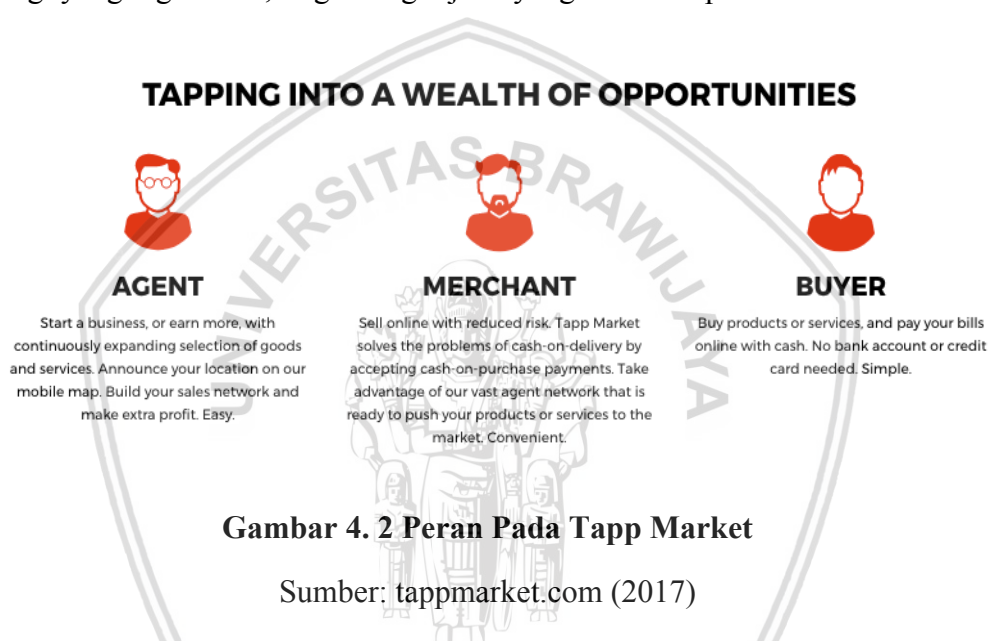 TAPPING INTO A WEALTH OF OPPORTUNITIES
UNIVERSITAS BRAWIJAYA
AGENT
Start a business, or earn more, with
continuously expanding selection of goods
and services. Announce your location on our
mobile map. Build your sales network and
make extra profit. Easy.
MERCHANT
Sell online with reduced risk. Tapp Market
solves the problems of cash-on-delivery by
accepting cash-on-purchase payments. Take
advantage of our vast agent network that is
ready to push your products or services to the
market. Convenient.
BUYER
Buy products or services, and pay your bills
online with cash. No bank account or credit
card needed. Simple.
Gambar 4. 2 Peran Pada Tapp Market
Sumber: tappmarket.com (2017)